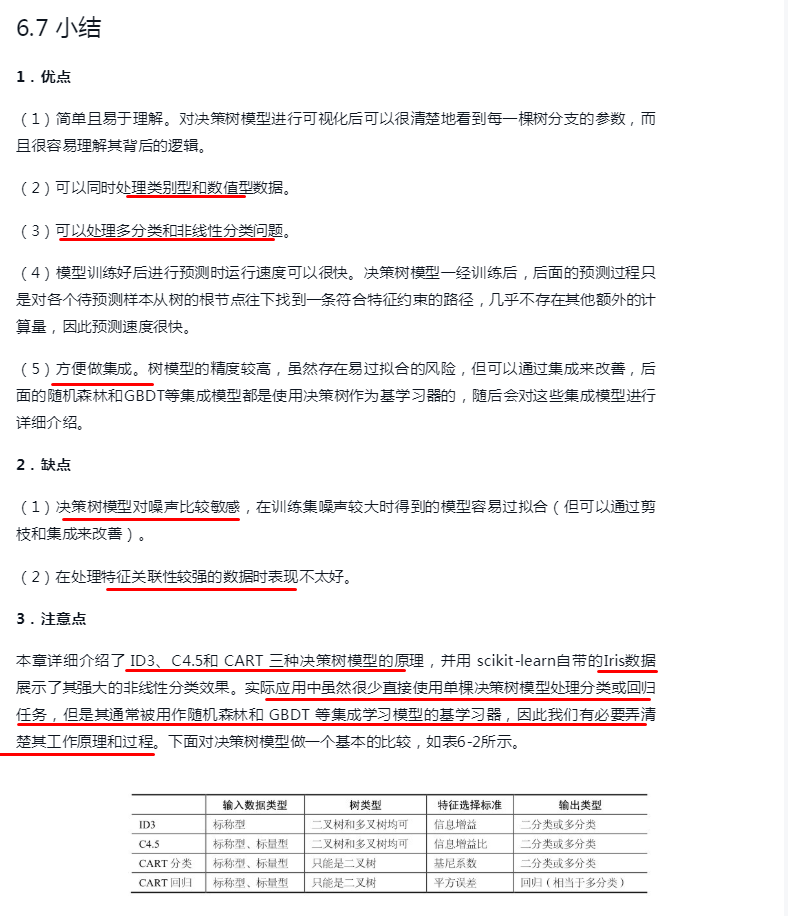 6.7 小结
1．优点
（1）简单且易于理解。对决策树模型进行可视化后可以很清楚地看到每一棵树分支的参数，而
且很容易理解其背后的逻辑。
（2）可以同时处理类别型和数值型数据。
（3）可以处理多分类和非线性分类问题。
（4）模型训练好后进行预测时运行速度可以很快。决策树模型一经训练后，后面的预测过程只
是对各个待预测样本从树的根节点往下找到一条符合特征约束的路径，几乎不存在其他额外的计
算量，因此预测速度很快。
（5）方便做集成。树模型的精度较高，虽然存在易过拟合的风险，但可以通过集成来改善，后
面的随机森林和GBDT等集成模型都是使用决策树作为基学习器的，随后会对这些集成模型进行
详细介绍。
2．缺点
（1）决策树模型对噪声比较敏感，在训练集噪声较大时得到的模型容易过拟合（但可以通过剪
枝和集成来改善）。
（2）在处理特征关联性较强的数据时表现不太好。
3．注意点
本章详细介绍了 ID3、C4.5和 CART 三种决策树模型的原理，并用 scikit-learn自带的Iris数据
展示了其强大的非线性分类效果。实际应用中虽然很少直接使用单棵决策树模型处理分类或回归
任务，但是其通常被用作随机森林和 GBDT 等集成学习模型的基学习器，因此我们有必要弄清
楚其工作原理和过程。下面对决策树模型做一个基本的比较，如表6-2所示。
输入数据类型 树类型 特征选择标准 输出类型
ID3 标称型 二叉树和多叉树均可 信息增益 二分类或多分类
C4.5 标称型、标量型 二叉树和多叉树均可 信息增益比 二分类或多分类
CART 分类 标称型、标量型 只能是二叉树 基尼系数 二分类或多分类
CART 回归 标称型、标量型 只能是二叉树 平方误差 回归（相当于多分类）